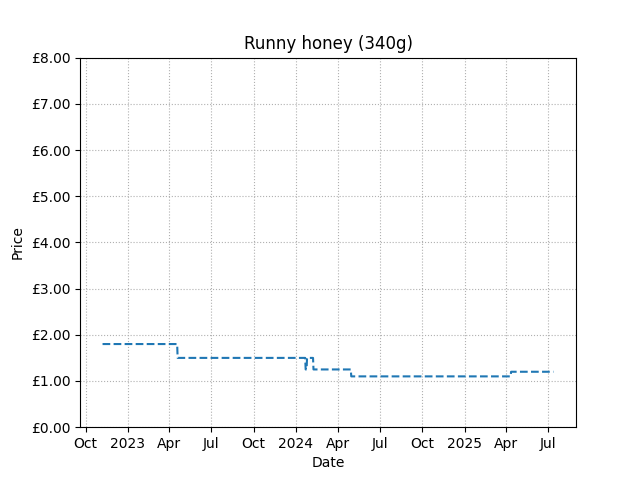 Runny honey (340g)
£8.00
£7.00
£6.00
£5.00
£4.00
£3.00
£2.00
£1.00
£0.00
Price
Oct 2023 Apr Jul Oct 2024 Apr Jul Oct 2025 Apr Jul
Date